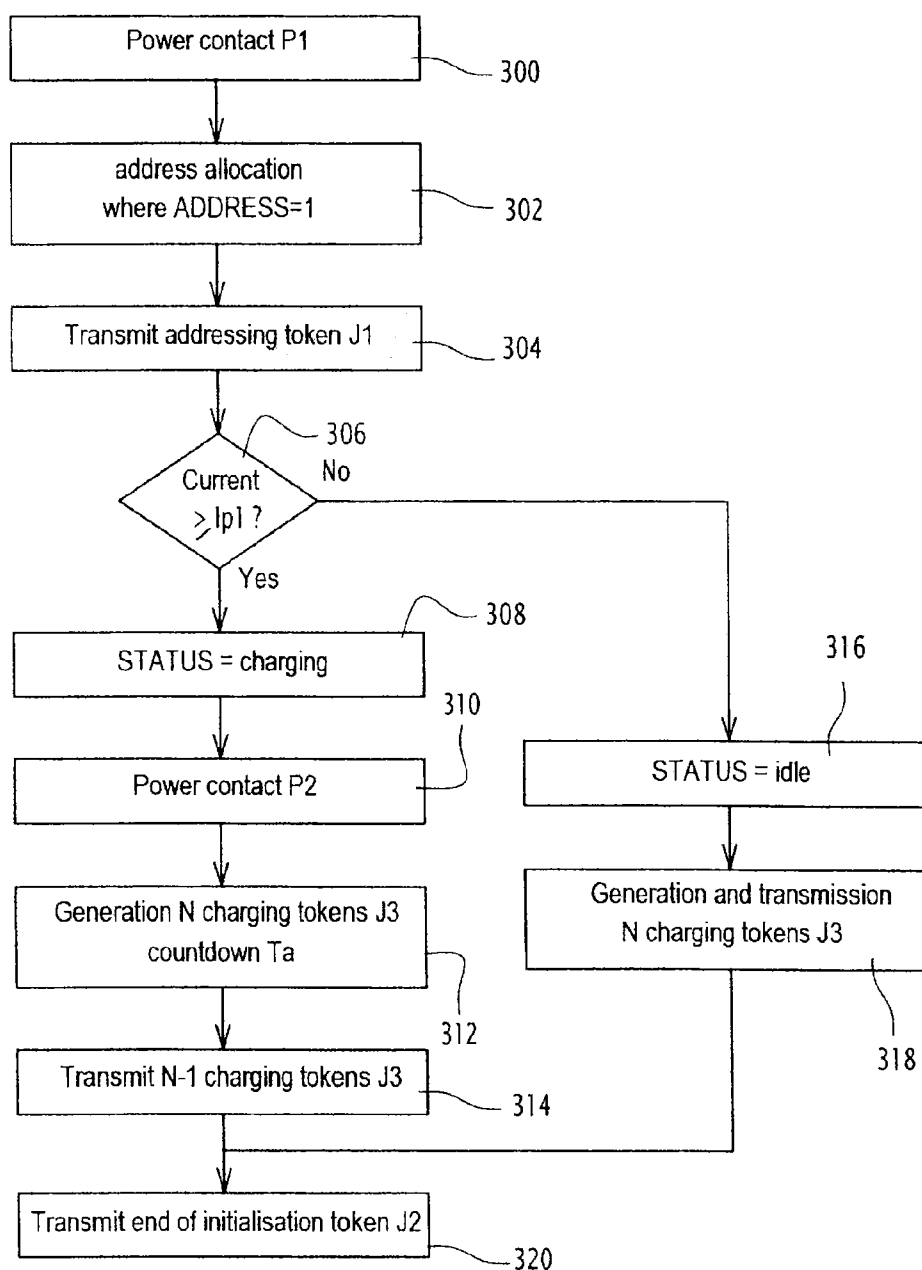 Power contact P1
300
address allocation
where ADDRESS=1
302
Transmit addressing token J1
304
306
Current
≥ Ip1 ?
No
Yes
308
STATUS = charging
310
Power contact P2
316
STATUS = idle
Generation N charging tokens J3
countdown Ta
312
Generation and transmission
N charging tokens J3
318
Transmit N-1 charging tokens J3
314
Transmit end of initialisation token J2
320